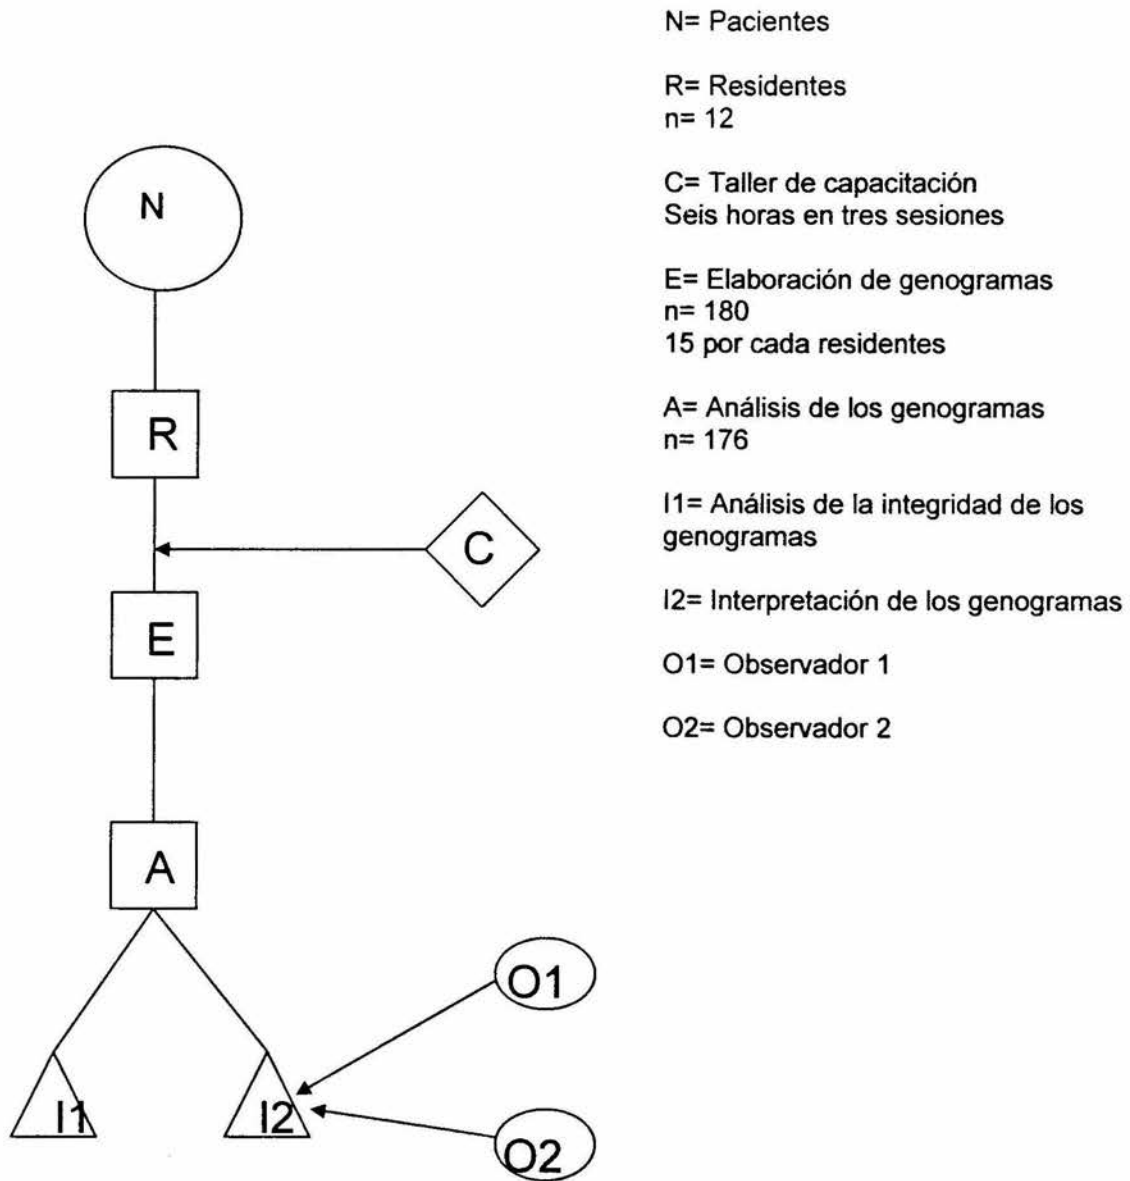 N= Pacientes
R= Residentes
n= 12
C= Taller de capacitación
Seis horas en tres sesiones
E= Elaboración de genogramas
n= 180
15 por cada residentes
A= Análisis de los genogramas
n= 176
I1= Análisis de la integridad de los
genogramas
I2= Interpretación de los genogramas
O1= Observador 1
O2= Observador 2
N
R
C
E
A
O1
I1
I2
O2